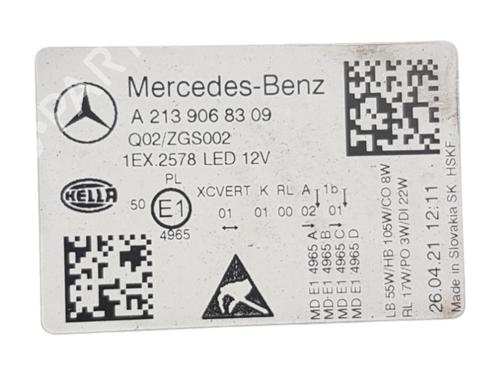 Mercedes-Benz
A 213 906 83 09
Q02/ZGS002
1EX.2578 LED 12V
HELLA
PL
50 E1
4965
XCVERT K RL A 1b
01 01 00 02 01
MD E1 4965 A
MD E1 4965 B
MD E1 4965 C
MD E1 4965 D
LB 55W/HB 105W/CO 8W
RL 17W/PO 3W/DI 22W
26.04.21 12:11
Made in Slovakia SK HSKF